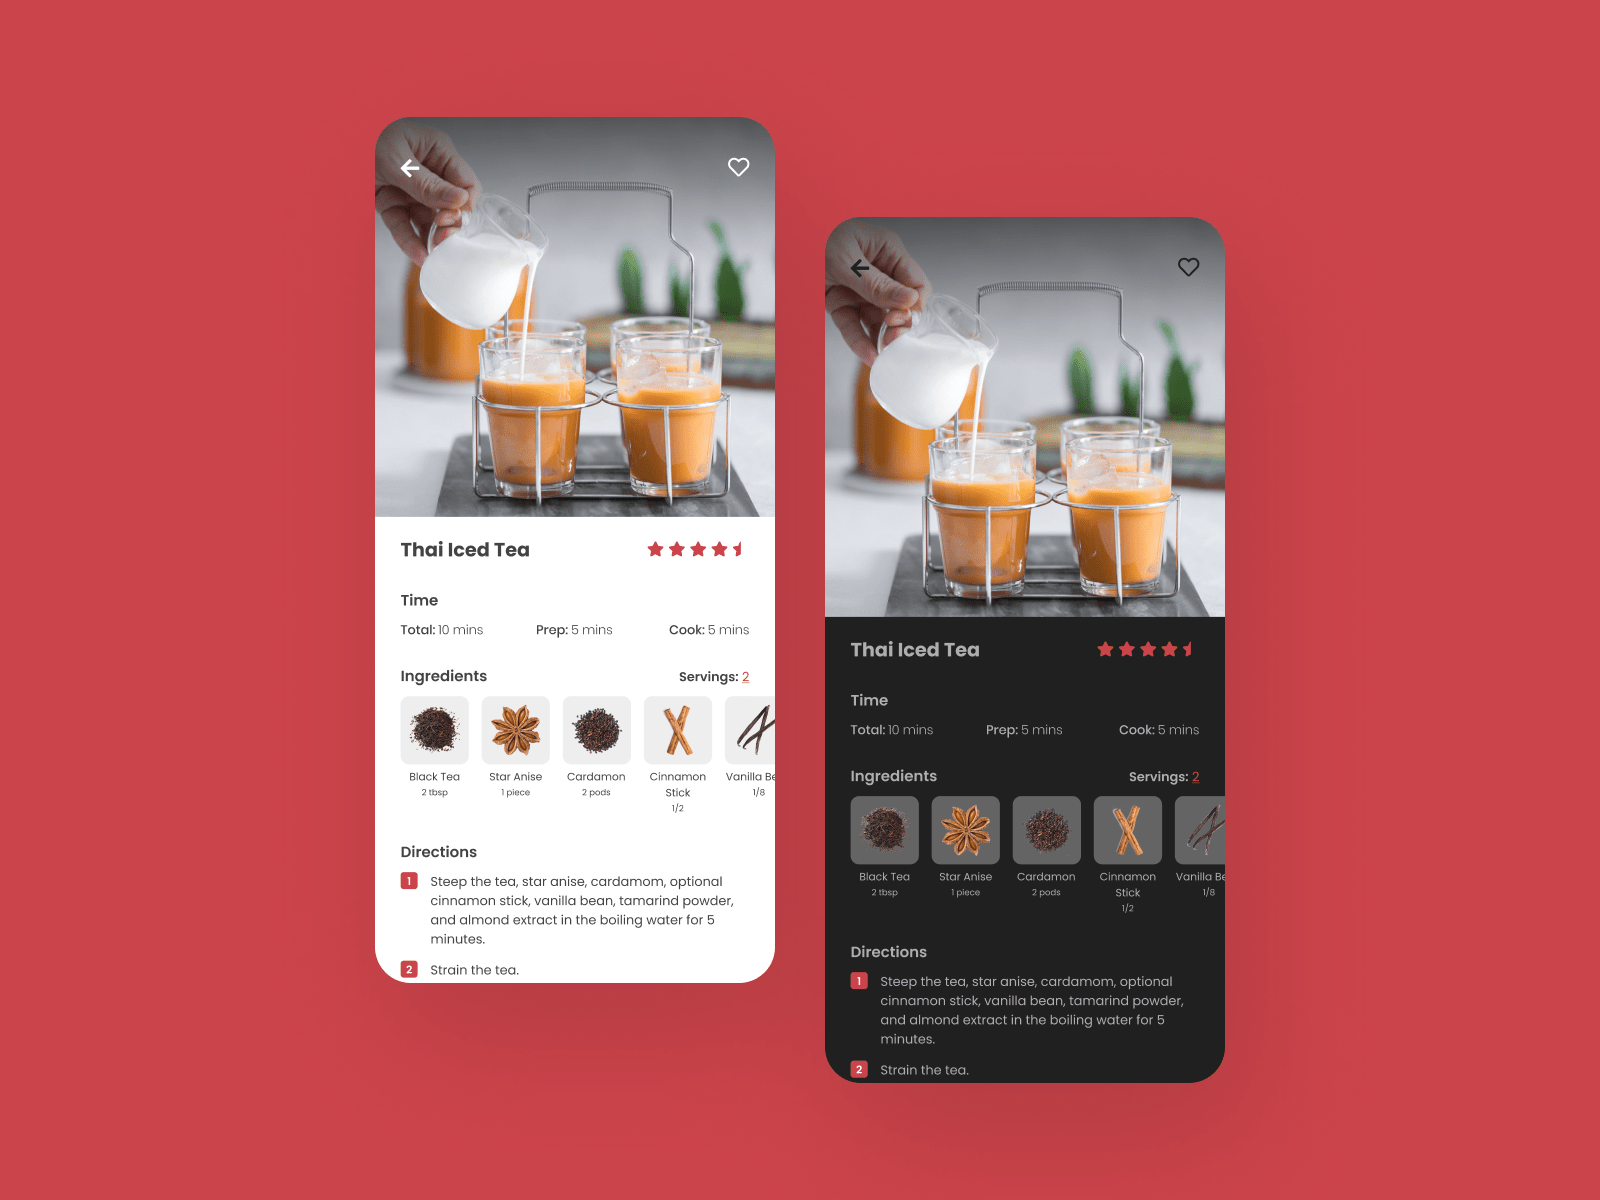 Thai Iced Tea
Time
Total: 10 mins Prep: 5 mins Cook: 5 mins
Ingredients Servings: 2
Black Tea Star Anise Cardamon Cinnamon Vanilla Be
2 tbsp 1 piece 2 pods Stick 1/8
1/2
Directions
1 Steep the tea, star anise, cardamom, optional
cinnamon stick, vanilla bean, tamarind powder,
and almond extract in the boiling water for 5
minutes.
2 Strain the tea.
Thai Iced Tea
Time
Total: 10 mins Prep: 5 mins Cook: 5 mins
Ingredients Servings: 2
Black Tea Star Anise Cardamon Cinnamon Vanilla Be
2 tbsp 1 piece 2 pods Stick 1/8
1/2
Directions
1 Steep the tea, star anise, cardamom, optional
cinnamon stick, vanilla bean, tamarind powder,
and almond extract in the boiling water for 5
minutes.
2 Strain the tea.